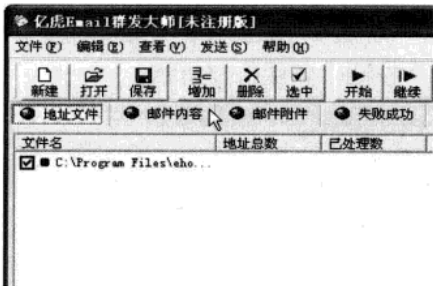 亿虎Email群发大师[未注册版]
文件(F) 编辑(E) 查看(V) 发送(S) 帮助(H)
新建 打开 保存 增加 删除 选中 开始 继续
地址文件 邮件内容 邮件附件 失败成功
文件名 地址总数 已处理数
C:\Program Files\eho...